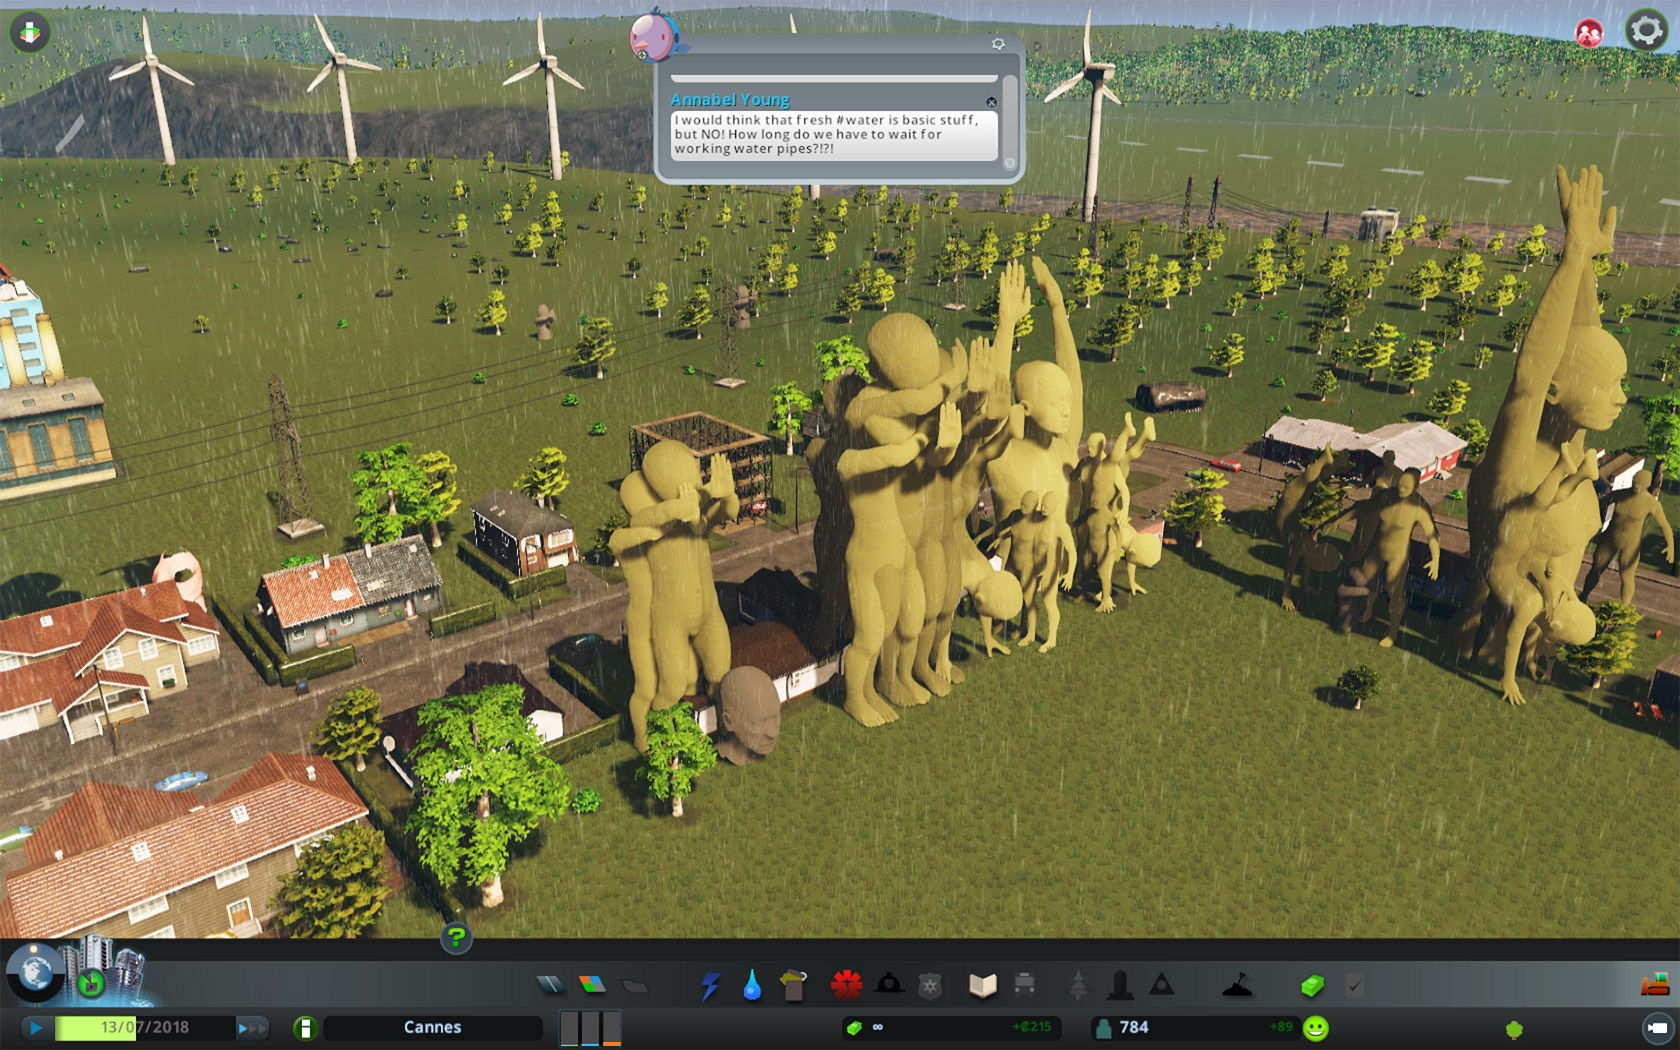 Annabel Young
I would think that fresh #water is basic stuff,
but NO! How long do we have to wait for
working water pipes?!?!
?
13/07/2018
Cannes
∞
+₡215
784
+89